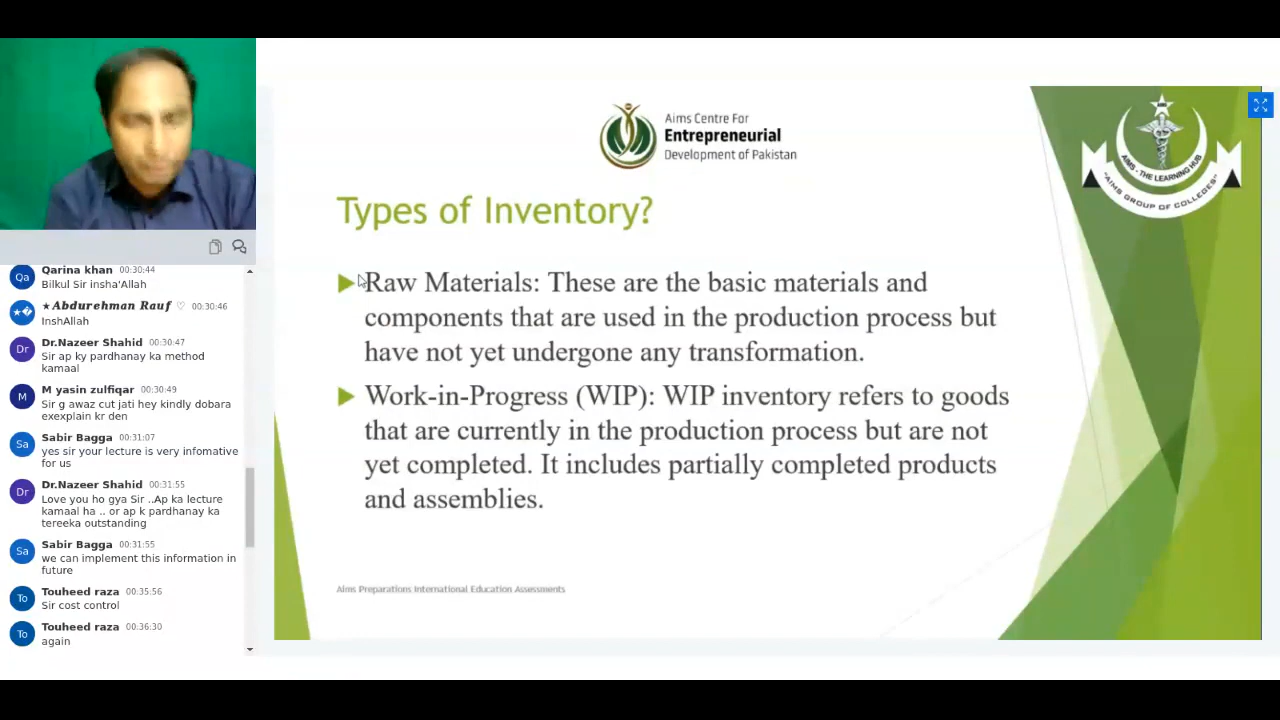 Aims Centre For
Entrepreneurial
Development of Pakistan
AIMS - THE LEARNING HUB
"AIMS GROUP OF COLLEGES"
Types of Inventory?
Raw Materials: These are the basic materials and
components that are used in the production process but
have not yet undergone any transformation.
Work-in-Progress (WIP): WIP inventory refers to goods
that are currently in the production process but are not
yet completed. It includes partially completed products
and assemblies.
Aims Preparations International Education Assessments
Qa
Qarina khan 00:30:44
Bilkul Sir insha'Allah
★ Abdurehman Rauf ♡ 00:30:46
InshAllah
Dr
Dr.Nazeer Shahid 00:30:47
Sir ap ky pardhanay ka method
kamaal
M
M yasin zulfiqar 00:30:49
Sir g awaz cut jati hey kindly dobara
exexplain kr den
Sa
Sabir Bagga 00:31:07
yes sir your lecture is very infomative
for us
Dr
Dr.Nazeer Shahid 00:31:55
Love you ho gya Sir ..Ap ka lecture
kamaal ha .. or ap k pardhanay ka
tereeka outstanding
Sa
Sabir Bagga 00:31:55
we can implement this information in
future
To
Touheed raza 00:35:56
Sir cost control
To
Touheed raza 00:36:30
again